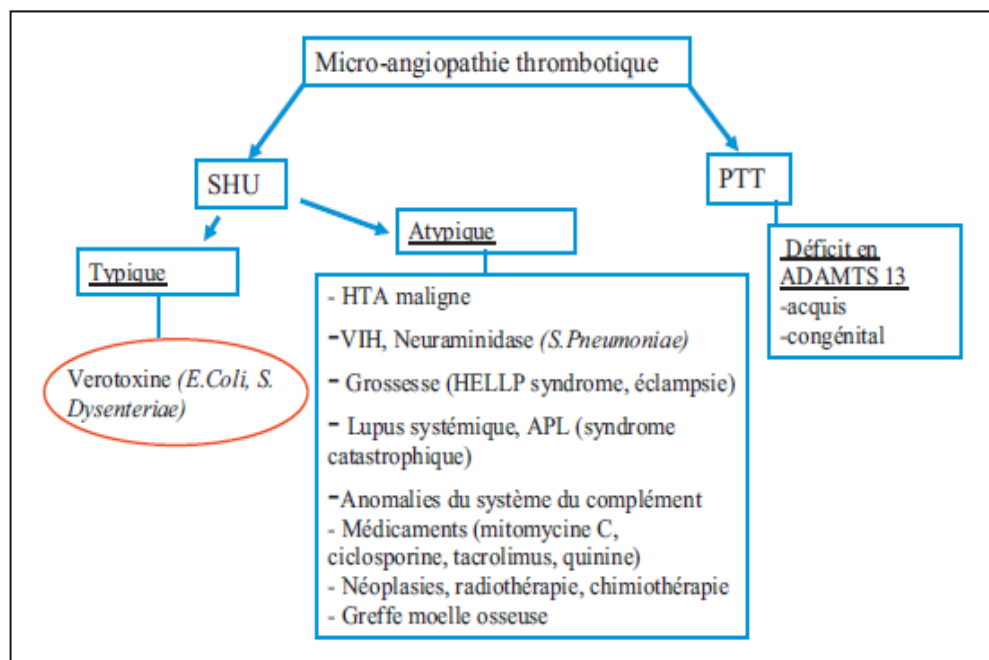 Micro-angiopathie thrombotique
SHU
PTT
Typique
Atypique
Déficit en
ADAMTS 13
-acquis
-congénital
Verotoxine (E.Coli, S.
Dysenteriae)
- HTA maligne
-VIH, Neuraminidase (S.Pneumoniae)
- Grossesse (HELLP syndrome, éclampsie)
- Lupus systémique, APL (syndrome
catastrophique)
-Anomalies du système du complément
- Médicaments (mitomycine C,
ciclosporine, tacrolimus, quinine)
- Néoplasies, radiothérapie, chimiothérapie
- Greffe moelle osseuse